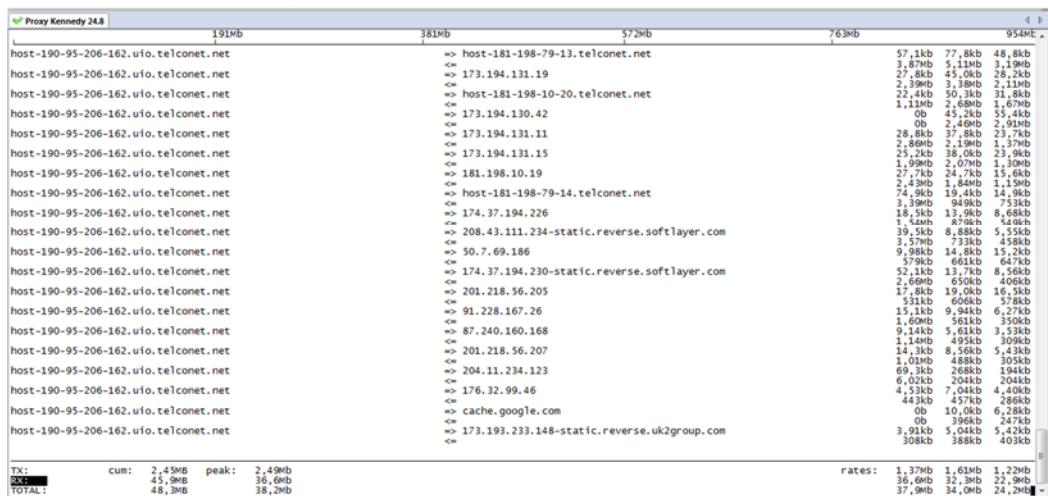 Proxy Kennedy 24.8
191Mb 381Mb 572Mb 763Mb 954Mb
host-190-95-206-162.uio.telconet.net => host-181-198-79-13.telconet.net 57,1kb 77,8kb 48,8kb
<= 3,87Mb 5,11Mb 3,19Mb
host-190-95-206-162.uio.telconet.net => 173.194.131.19 27,8kb 45,0kb 28,2kb
<= 2,39Mb 3,38Mb 2,11Mb
host-190-95-206-162.uio.telconet.net => host-181-198-10-20.telconet.net 22,4kb 50,3kb 31,8kb
<= 1,11Mb 2,68Mb 1,67Mb
host-190-95-206-162.uio.telconet.net => 173.194.130.42 0b 45,2kb 55,4kb
<= 0b 2,46Mb 2,91Mb
host-190-95-206-162.uio.telconet.net => 173.194.131.11 28,8kb 37,8kb 23,7kb
<= 2,86Mb 2,19Mb 1,37Mb
host-190-95-206-162.uio.telconet.net => 173.194.131.15 25,2kb 38,0kb 23,9kb
<= 1,99Mb 2,07Mb 1,30Mb
host-190-95-206-162.uio.telconet.net => 181.198.10.19 27,7kb 24,7kb 15,6kb
<= 2,43Mb 1,84Mb 1,15Mb
host-190-95-206-162.uio.telconet.net => host-181-198-79-14.telconet.net 74,9kb 19,4kb 14,9kb
<= 3,39Mb 949kb 753kb
host-190-95-206-162.uio.telconet.net => 174.37.194.226 18,5kb 13,9kb 8,68kb
<= 1,54Mb 879kb 549kb
host-190-95-206-162.uio.telconet.net => 208.43.111.234-static.reverse.softlayer.com 39,5kb 8,88kb 5,55kb
<= 3,57Mb 733kb 458kb
host-190-95-206-162.uio.telconet.net => 50.7.69.186 9,98kb 14,8kb 15,2kb
<= 579kb 661kb 647kb
host-190-95-206-162.uio.telconet.net => 174.37.194.230-static.reverse.softlayer.com 52,1kb 13,7kb 8,56kb
<= 2,66Mb 650kb 406kb
host-190-95-206-162.uio.telconet.net => 201.218.56.205 17,8kb 19,0kb 16,5kb
<= 531kb 606kb 578kb
host-190-95-206-162.uio.telconet.net => 91.228.167.26 15,1kb 9,94kb 6,27kb
<= 1,60Mb 561kb 350kb
host-190-95-206-162.uio.telconet.net => 87.240.160.168 9,14kb 5,61kb 3,53kb
<= 1,14Mb 495kb 309kb
host-190-95-206-162.uio.telconet.net => 201.218.56.207 14,3kb 8,56kb 5,43kb
<= 1,01Mb 488kb 305kb
host-190-95-206-162.uio.telconet.net => 204.11.234.123 69,3kb 268kb 194kb
<= 6,02kb 204kb 204kb
host-190-95-206-162.uio.telconet.net => 176.32.99.46 4,53kb 7,04kb 4,40kb
<= 443kb 457kb 286kb
host-190-95-206-162.uio.telconet.net => cache.google.com 0b 10,0kb 6,28kb
<= 0b 396kb 247kb
host-190-95-206-162.uio.telconet.net => 173.193.233.148-static.reverse.uk2group.com 3,91kb 5,04kb 5,42kb
<= 308kb 388kb 403kb
TX: cum: 2,45MB peak: 2,49Mb rates: 1,37Mb 1,61Mb 1,22Mb
RX: 45,9MB 36,6Mb 36,6Mb 32,3Mb 22,9Mb
TOTAL: 48,3MB 38,2Mb 37,9Mb 34,0Mb 24,2Mb